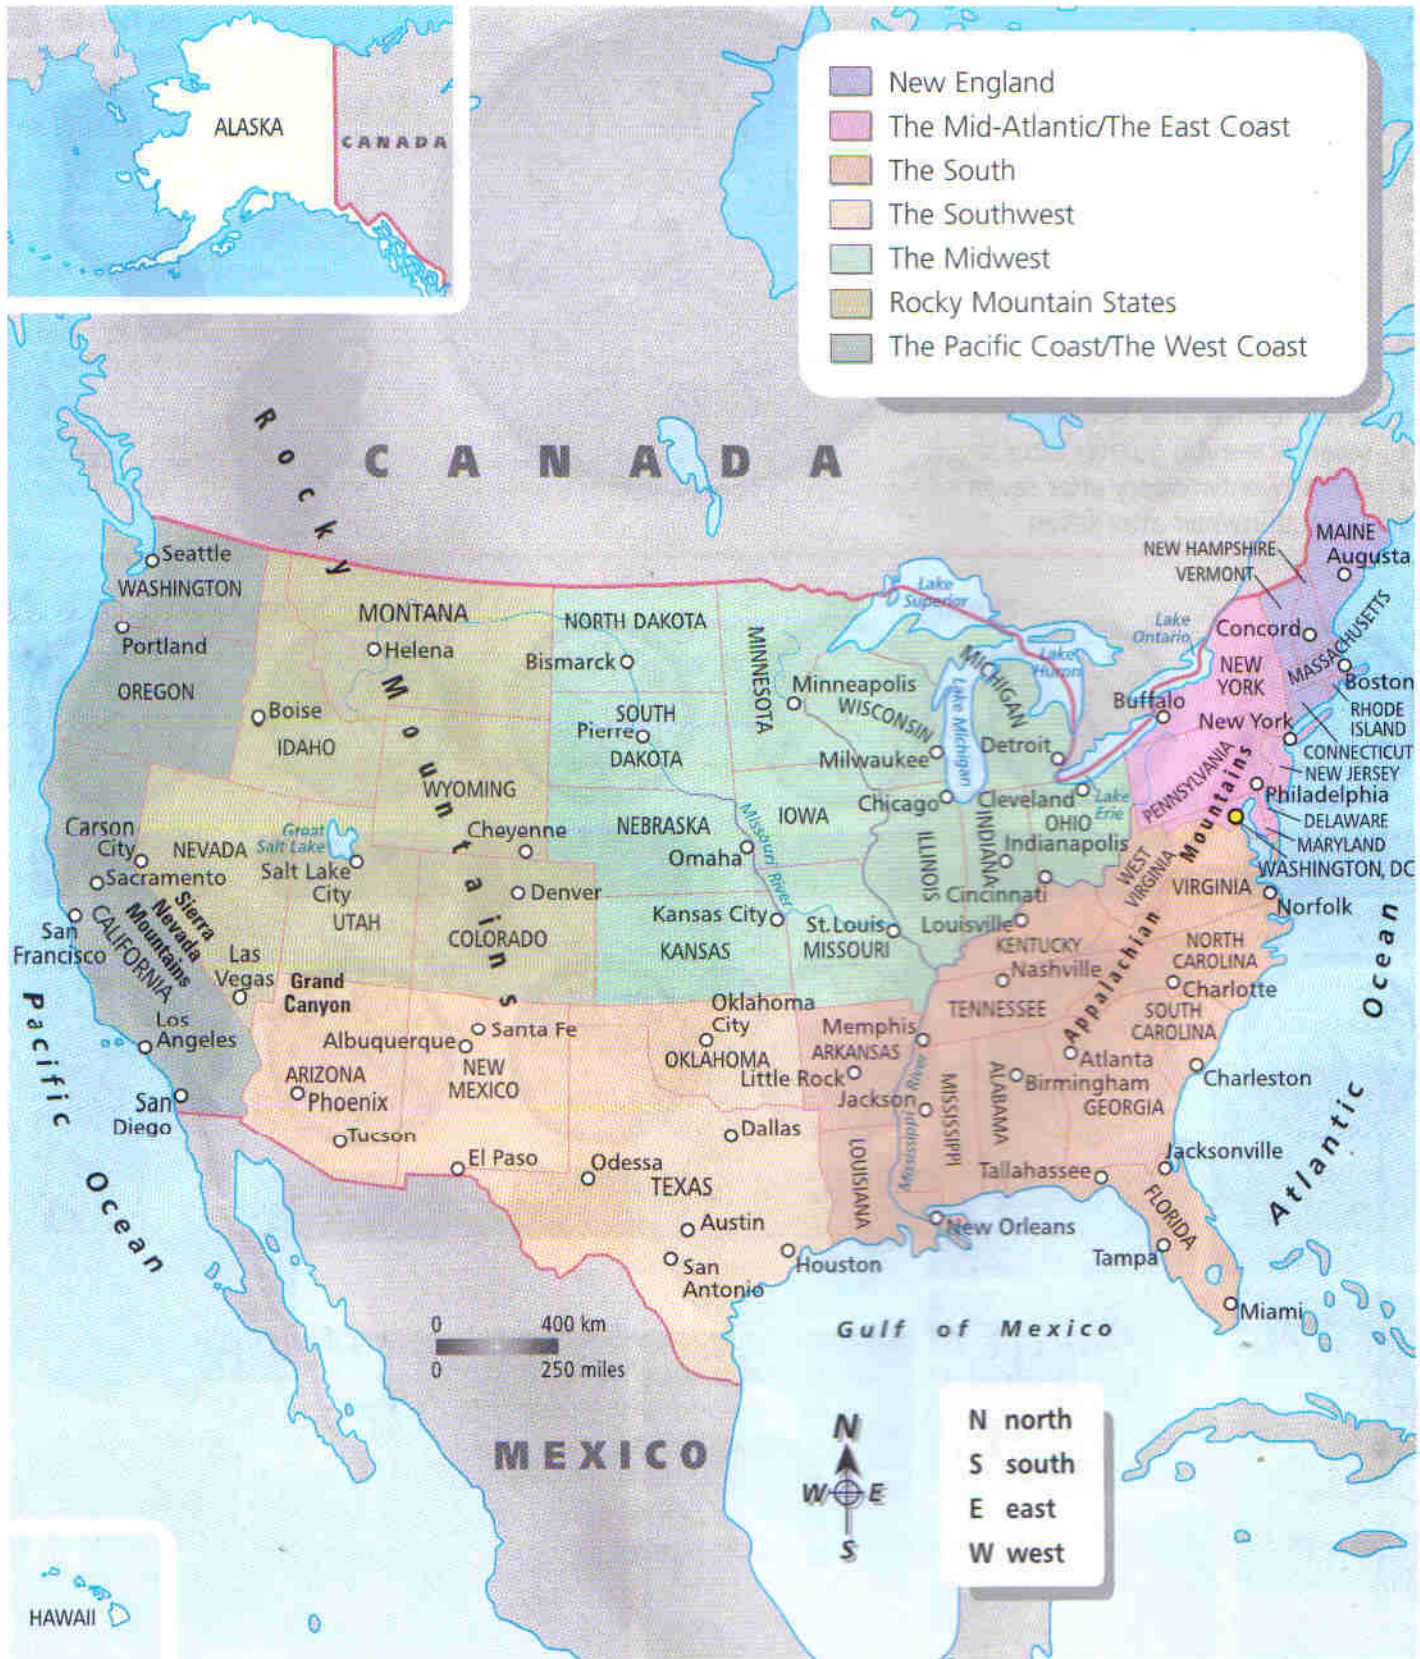 ALASKA
CANADA
New England
The Mid-Atlantic/The East Coast
The South
The Southwest
The Midwest
Rocky Mountain States
The Pacific Coast/The West Coast
CANADA
Rocky Mountains
Seattle
WASHINGTON
Portland
OREGON
MONTANA
Helena
Boise
IDAHO
WYOMING
Cheyenne
NORTH DAKOTA
Bismarck
SOUTH
DAKOTA
Pierre
NEBRASKA
Omaha
Missouri River
MINNESOTA
Minneapolis
WISCONSIN
Milwaukee
IOWA
Chicago
ILLINOIS
INDIANA
Indianapolis
MICHIGAN
Detroit
Lake
Superior
Lake Michigan
Lake
Huron
Lake
Ontario
Lake
Erie
Cleveland
OHIO
Cincinnati
MAINE
Augusta
NEW HAMPSHIRE
VERMONT
Concord
MASSACHUSETTS
Boston
RHODE
ISLAND
CONNECTICUT
NEW
YORK
Buffalo
New York
NEW JERSEY
PENNSYLVANIA
Philadelphia
DELAWARE
MARYLAND
WASHINGTON, DC
Appalachian Mountains
WEST
VIRGINIA
VIRGINIA
Norfolk
Carson
City
NEVADA
Great
Salt Lake
Salt Lake
City
UTAH
Sacramento
San
Francisco
CALIFORNIA
Sierra
Nevada
Mountains
Las
Vegas
Grand
Canyon
Los
Angeles
San
Diego
Denver
COLORADO
Kansas City
KANSAS
St.Louis
MISSOURI
Louisville
KENTUCKY
Nashville
TENNESSEE
Memphis
NORTH
CAROLINA
Charlotte
SOUTH
CAROLINA
Charleston
Atlanta
GEORGIA
Birmingham
ALABAMA
MISSISSIPPI
Jackson
Mississippi River
ARKANSAS
Little Rock
LOUISIANA
New Orleans
Oklahoma
City
OKLAHOMA
Santa Fe
Albuquerque
NEW
MEXICO
ARIZONA
Phoenix
Tucson
El Paso
Odessa
Dallas
TEXAS
Austin
San
Antonio
Houston
Tallahassee
Jacksonville
FLORIDA
Tampa
Miami
Pacific Ocean
Atlantic Ocean
Gulf of Mexico
0 400 km
0 250 miles
MEXICO
N
W E
S
N north
S south
E east
W west
HAWAII